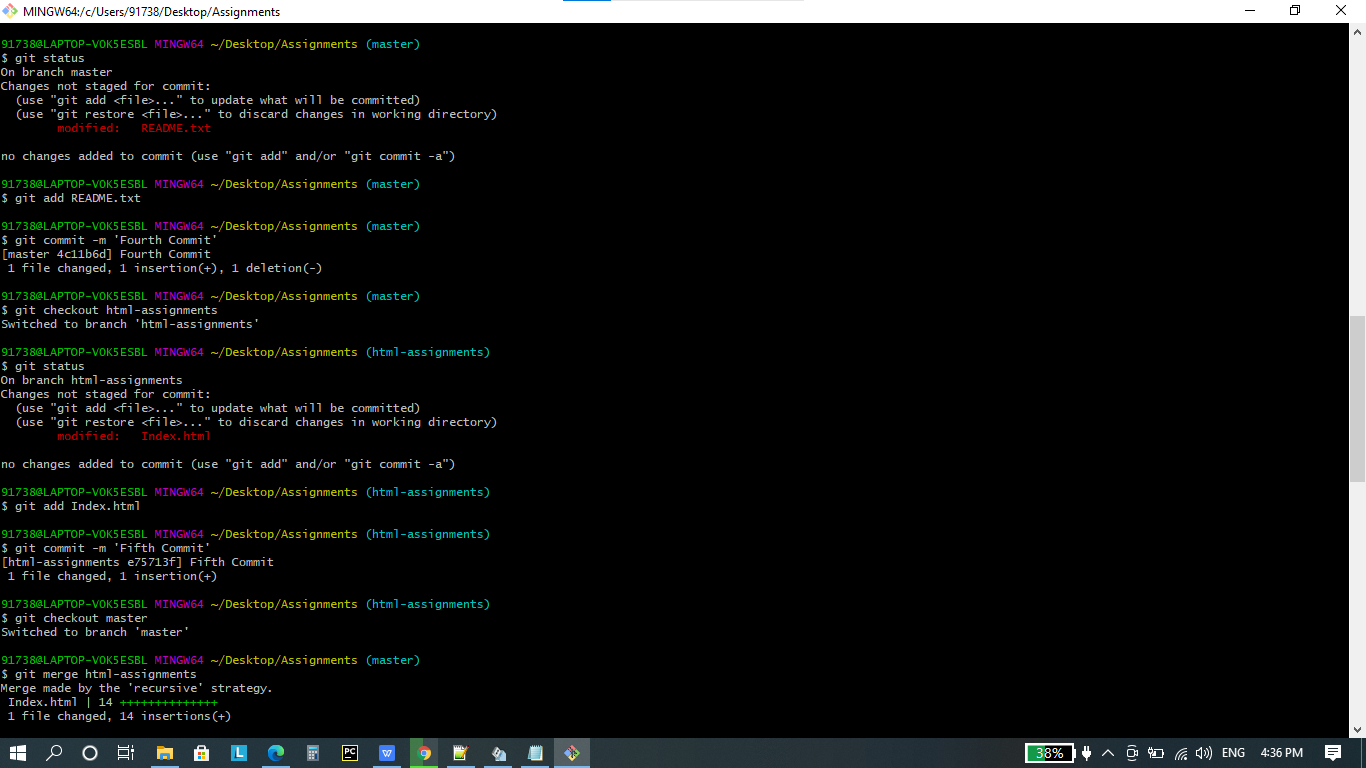 MINGW64:/c/Users/91738/Desktop/Assignments
91738@LAPTOP-VOK5ESBL MINGW64 ~/Desktop/Assignments (master)
$ git status
On branch master
Changes not staged for commit:
  (use "git add <file>..." to update what will be committed)
  (use "git restore <file>..." to discard changes in working directory)
        modified:   README.txt

no changes added to commit (use "git add" and/or "git commit -a")

91738@LAPTOP-VOK5ESBL MINGW64 ~/Desktop/Assignments (master)
$ git add README.txt

91738@LAPTOP-VOK5ESBL MINGW64 ~/Desktop/Assignments (master)
$ git commit -m 'Fourth Commit'
[master 4c11b6d] Fourth Commit
 1 file changed, 1 insertion(+), 1 deletion(-)

91738@LAPTOP-VOK5ESBL MINGW64 ~/Desktop/Assignments (master)
$ git checkout html-assignments
Switched to branch 'html-assignments'

91738@LAPTOP-VOK5ESBL MINGW64 ~/Desktop/Assignments (html-assignments)
$ git status
On branch html-assignments
Changes not staged for commit:
  (use "git add <file>..." to update what will be committed)
  (use "git restore <file>..." to discard changes in working directory)
        modified:   Index.html

no changes added to commit (use "git add" and/or "git commit -a")

91738@LAPTOP-VOK5ESBL MINGW64 ~/Desktop/Assignments (html-assignments)
$ git add Index.html

91738@LAPTOP-VOK5ESBL MINGW64 ~/Desktop/Assignments (html-assignments)
$ git commit -m 'Fifth Commit'
[html-assignments e75713f] Fifth Commit
 1 file changed, 1 insertion(+)

91738@LAPTOP-VOK5ESBL MINGW64 ~/Desktop/Assignments (html-assignments)
$ git checkout master
Switched to branch 'master'

91738@LAPTOP-VOK5ESBL MINGW64 ~/Desktop/Assignments (master)
$ git merge html-assignments
Merge made by the 'recursive' strategy.
 Index.html | 14 ++++++++++++++
 1 file changed, 14 insertions(+)
L
PC
W
38%
ENG
4:36 PM